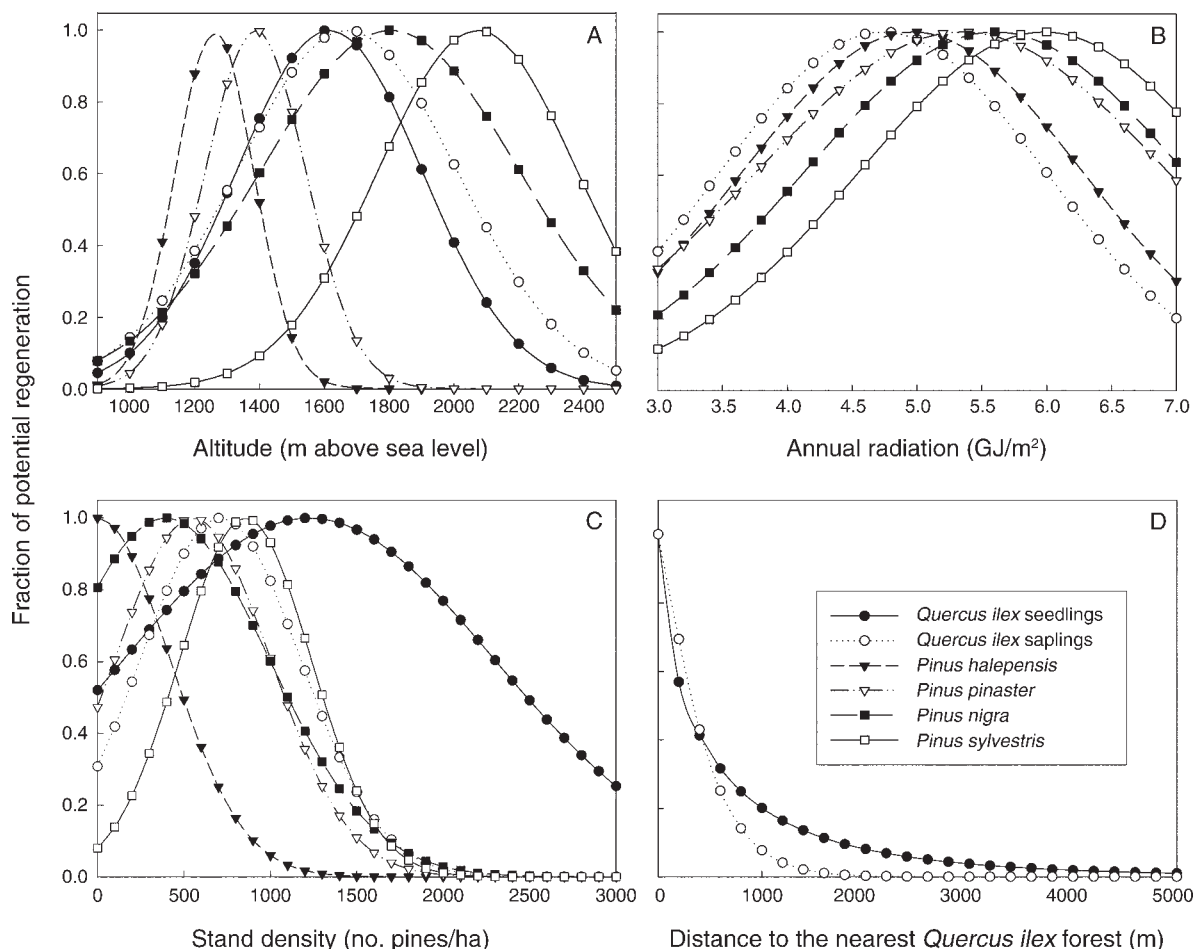 Fraction of potential regeneration
A
1.0
0.8
0.6
0.4
0.2
0.0
1000 1200 1400 1600 1800 2000 2200 2400
Altitude (m above sea level)
B
3.0 3.5 4.0 4.5 5.0 5.5 6.0 6.5 7.0
Annual radiation (GJ/m²)
C
1.0
0.8
0.6
0.4
0.2
0.0
0 500 1000 1500 2000 2500 3000
Stand density (no. pines/ha)
D
Quercus ilex seedlings
Quercus ilex saplings
Pinus halepensis
Pinus pinaster
Pinus nigra
Pinus sylvestris
0 1000 2000 3000 4000 5000
Distance to the nearest Quercus ilex forest (m)